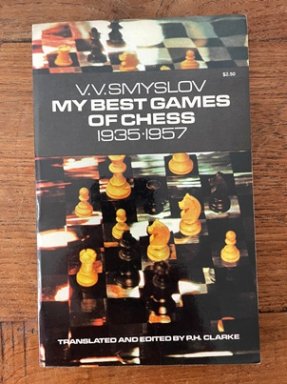 $2.50
V.V. SMYSLOV
MY BEST GAMES
OF CHESS
1935-1957
TRANSLATED AND EDITED BY P.H. CLARKE